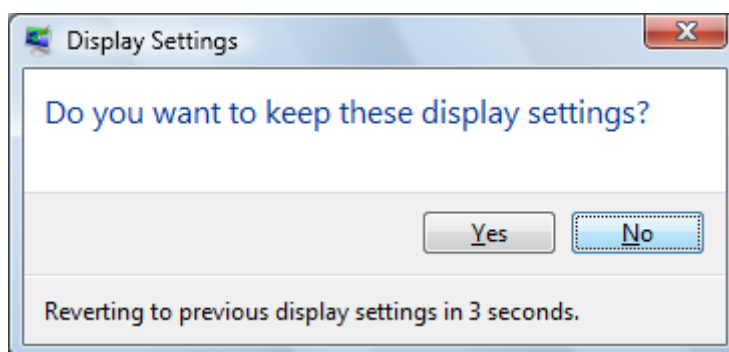 Display Settings
Do you want to keep these display settings?
Yes No
Reverting to previous display settings in 3 seconds.